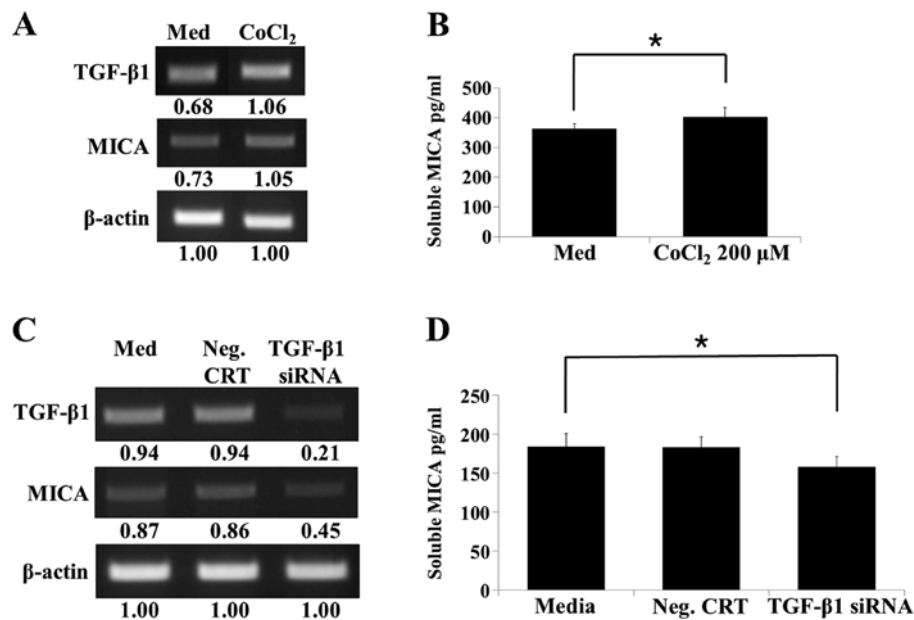 A
Med CoCl₂
TGF-β1
0.68 1.06
MICA
0.73 1.05
β-actin
1.00 1.00
B
*
Soluble MICA pg/ml
500
400
300
200
100
0
Med CoCl₂ 200 µM
C
Med Neg. CRT TGF-β1 siRNA
TGF-β1
0.94 0.94 0.21
MICA
0.87 0.86 0.45
β-actin
1.00 1.00 1.00
D
*
Soluble MICA pg/ml
250
200
150
100
50
0
Media Neg. CRT TGF-β1 siRNA